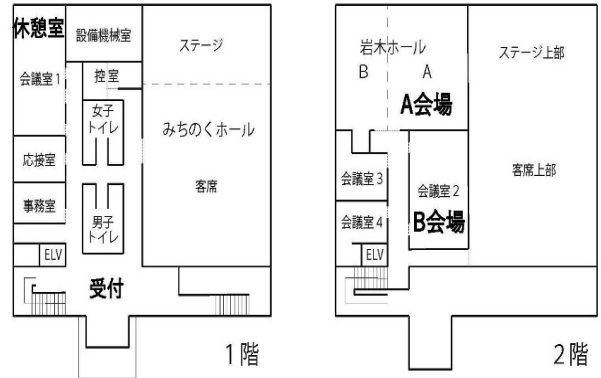 休憩室
設備機械室
ステージ
会議室1
控室
女子
トイレ
みちのくホール
応接室
客席
事務室
男子
トイレ
ELV
受付
1階
岩木ホール
B A
A会場
ステージ上部
会議室3
会議室2
客席上部
会議室4
B会場
ELV
2階